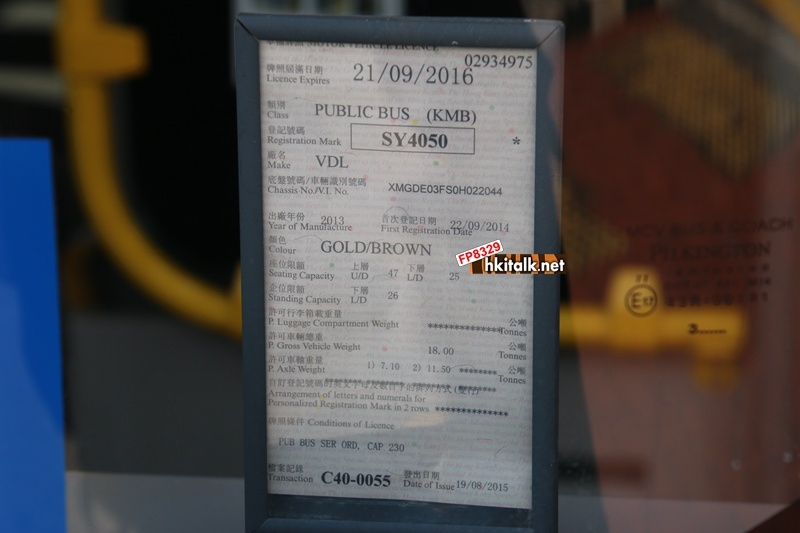 02934975
牌照屆滿日期
Licence Expires 21/09/2016
類別
Class PUBLIC BUS (KMB)
登記號碼
Registration Mark SY4050 *
廠名
Make VDL
底盤號碼/車輛識別號碼
Chassis No./V.I. No. XMGDE03FS0H022044
出廠年份 2013 首次登記日期 22/09/2014
Year of Manufacture First Registration Date
顏色
Colour GOLD/BROWN
FP8329
hkitalk.net
座位限額 上層 47 下層 25
Seating Capacity U/D L/D
企位限額 下層 26
Standing Capacity L/D
許可行李箱載重量 公噸
P. Luggage Compartment Weight ************* Tonnes
許可車輛總重 公噸
P. Gross Vehicle Weight 18.00 Tonnes
許可車軸重量 1) 7.10 2) 11.50 ******* 公噸
P. Axle Weight Tonnes
Arrangement of letters and numerals for
Personalized Registration Mark in 2 rows **************
牌照條件 Conditions of Licence
PUB BUS SER ORD, CAP 230
檔案記錄 發出日期
Transaction C40-0055 Date of Issue 19/08/2015
MCV BUS & COACH
PILKINGTON